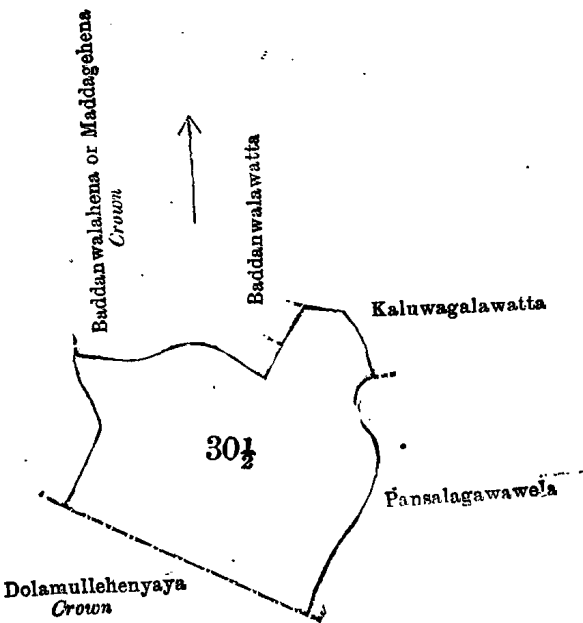 Baddanwalahena or Maddagehena
Crown
Baddanwalawatta
Kaluwagalawatta
30½
Pansalagawawela
Dolamullehenyaya
Crown